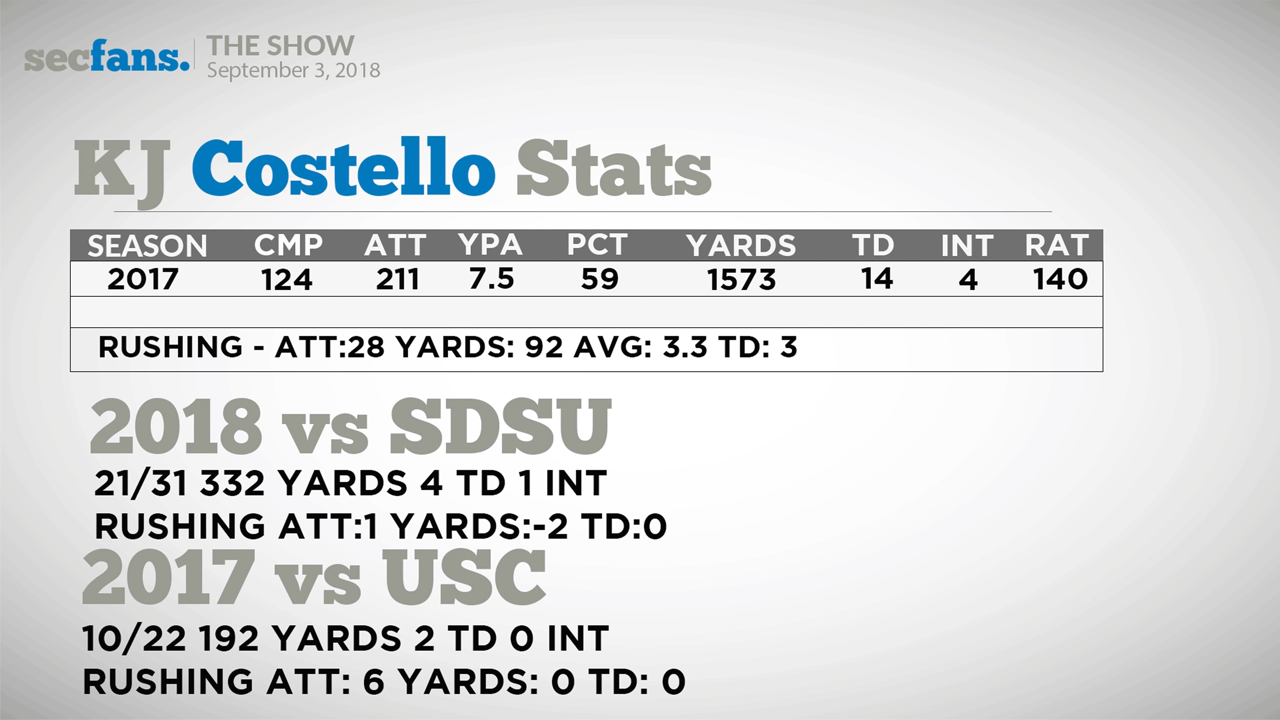 secfans. THE SHOW
September 3, 2018
KJ Costello Stats
SEASON CMP ATT YPA PCT YARDS TD INT RAT
2017 124 211 7.5 59 1573 14 4 140
RUSHING - ATT:28 YARDS: 92 AVG: 3.3 TD: 3
2018 vs SDSU
21/31 332 YARDS 4 TD 1 INT
RUSHING ATT:1 YARDS:-2 TD:0
2017 vs USC
10/22 192 YARDS 2 TD 0 INT
RUSHING ATT: 6 YARDS: 0 TD: 0